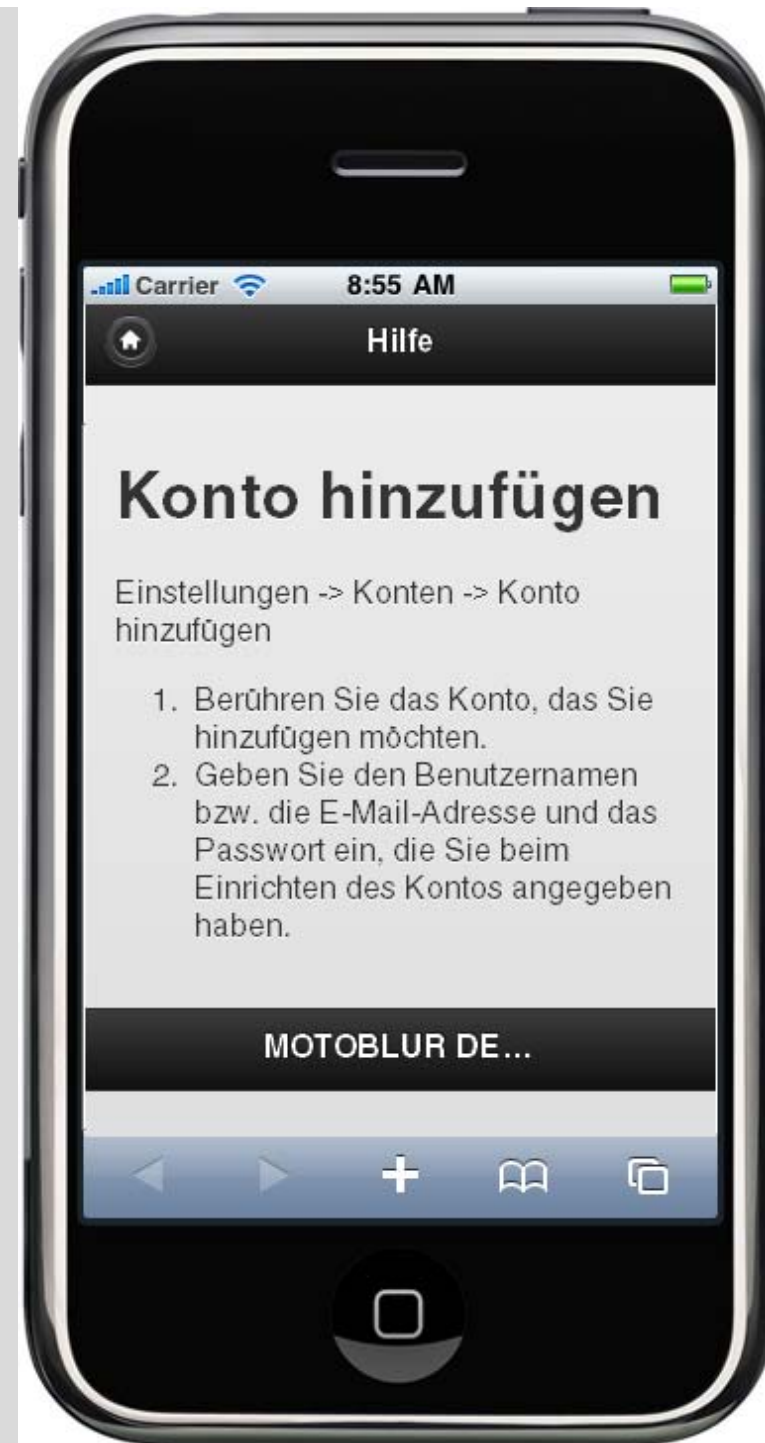 Carrier 8:55 AM
Hilfe
Konto hinzufügen
Einstellungen -> Konten -> Konto
hinzufügen
1. Berühren Sie das Konto, das Sie
hinzufügen möchten.
2. Geben Sie den Benutzernamen
bzw. die E-Mail-Adresse und das
Passwort ein, die Sie beim
Einrichten des Kontos angegeben
haben.
MOTOBLUR DE...